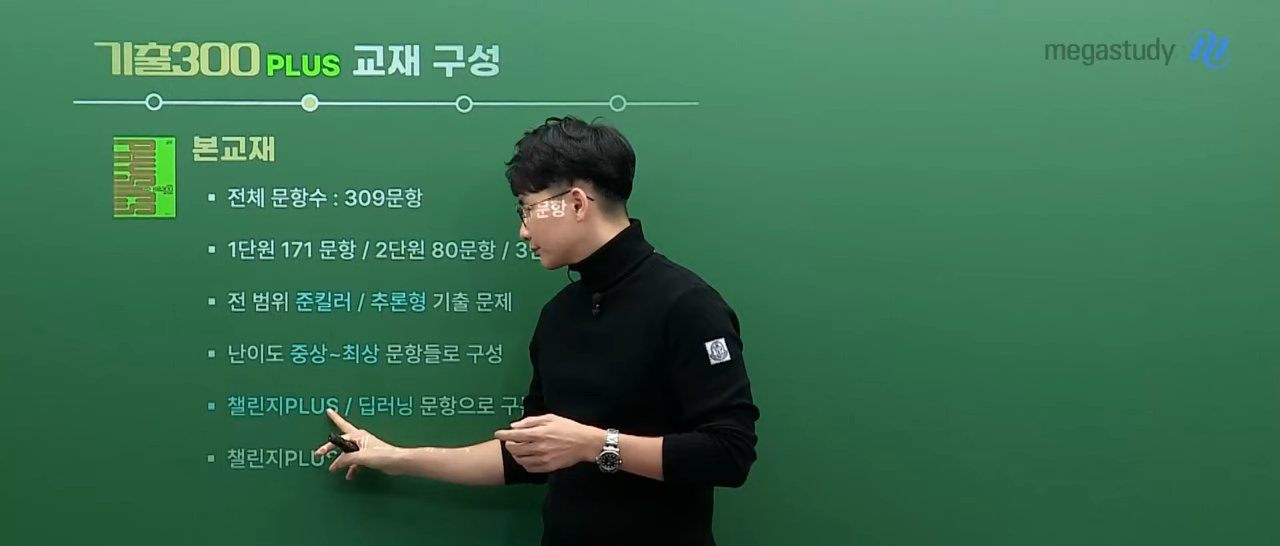 기출300 PLUS 교재 구성
megastudy
본교재
전체 문항수 : 309문항
1단원 171 문항 / 2단원 80문항 / 3 문항
전 범위 준킬러 / 추론형 기출 문제
난이도 중상~최상 문항들로 구성
챌린지PLUS / 딥러닝 문항으로
챌린지PLUS